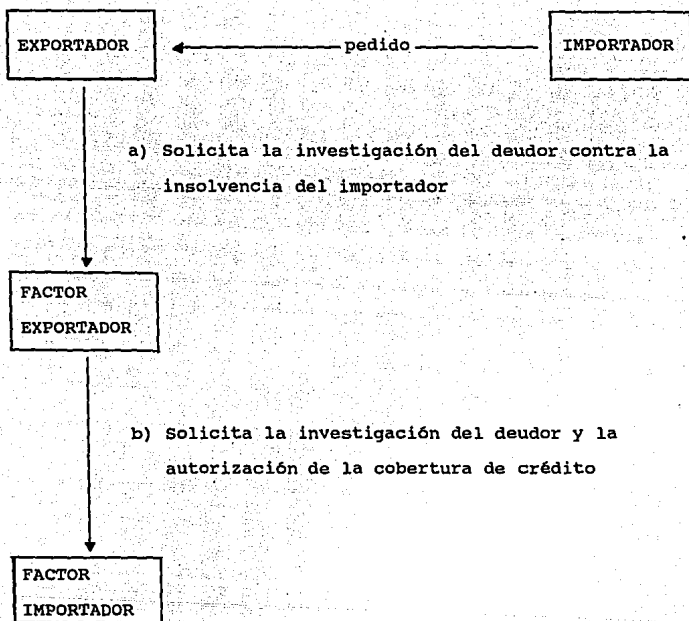 EXPORTADOR
pedido
IMPORTADOR
a) Solicita la investigación del deudor contra la
insolvencia del importador
FACTOR
EXPORTADOR
b) Solicita la investigación del deudor y la
autorización de la cobertura de crédito
FACTOR
IMPORTADOR